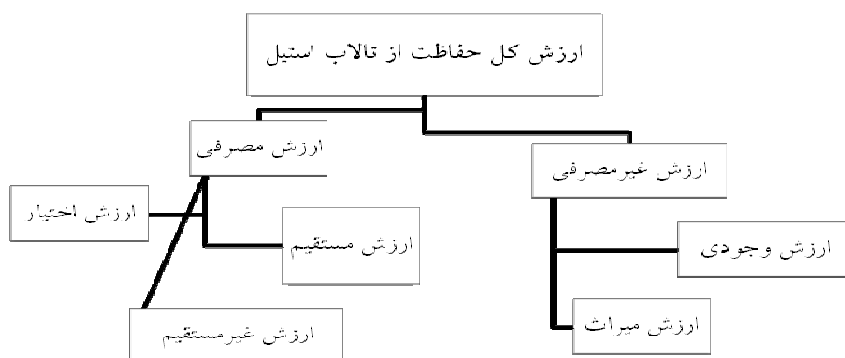 ارزش کل حفاظت از تالاب استیل
ارزش مصرفی
ارزش غیرمصرفی
ارزش اختیار
ارزش مستقیم
ارزش وجودی
ارزش غیرمستقیم
ارزش میراث